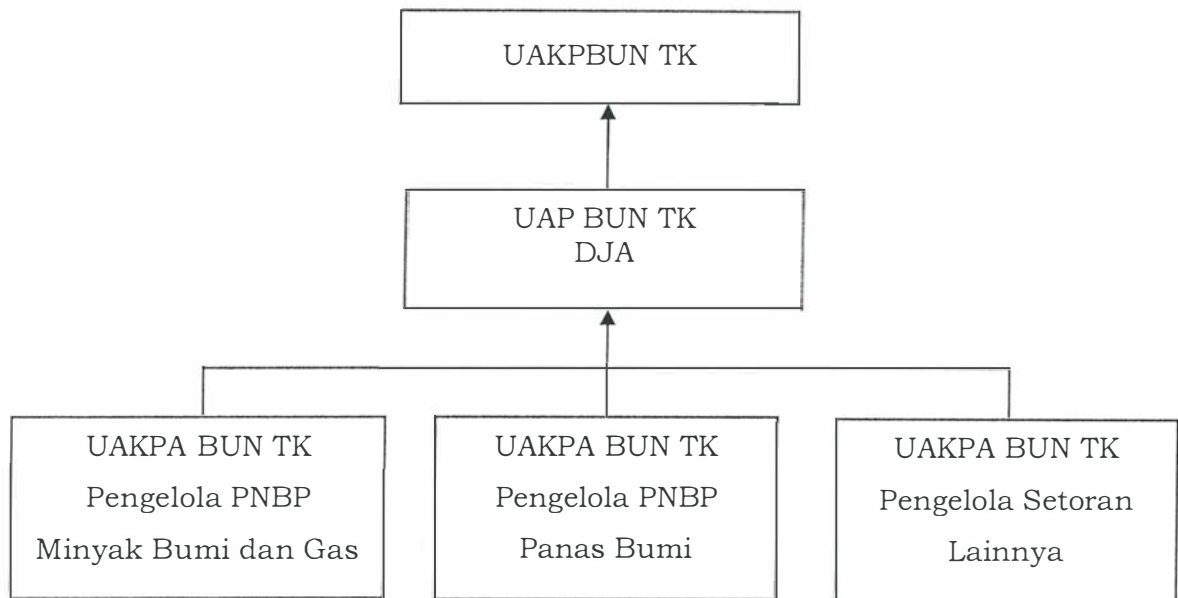 UAKPBUN TK
UAP BUN TK
DJA
UAKPA BUN TK
Pengelola PNBP
Minyak Bumi dan Gas
UAKPA BUN TK
Pengelola PNBP
Panas Bumi
UAKPA BUN TK
Pengelola Setoran
Lainnya